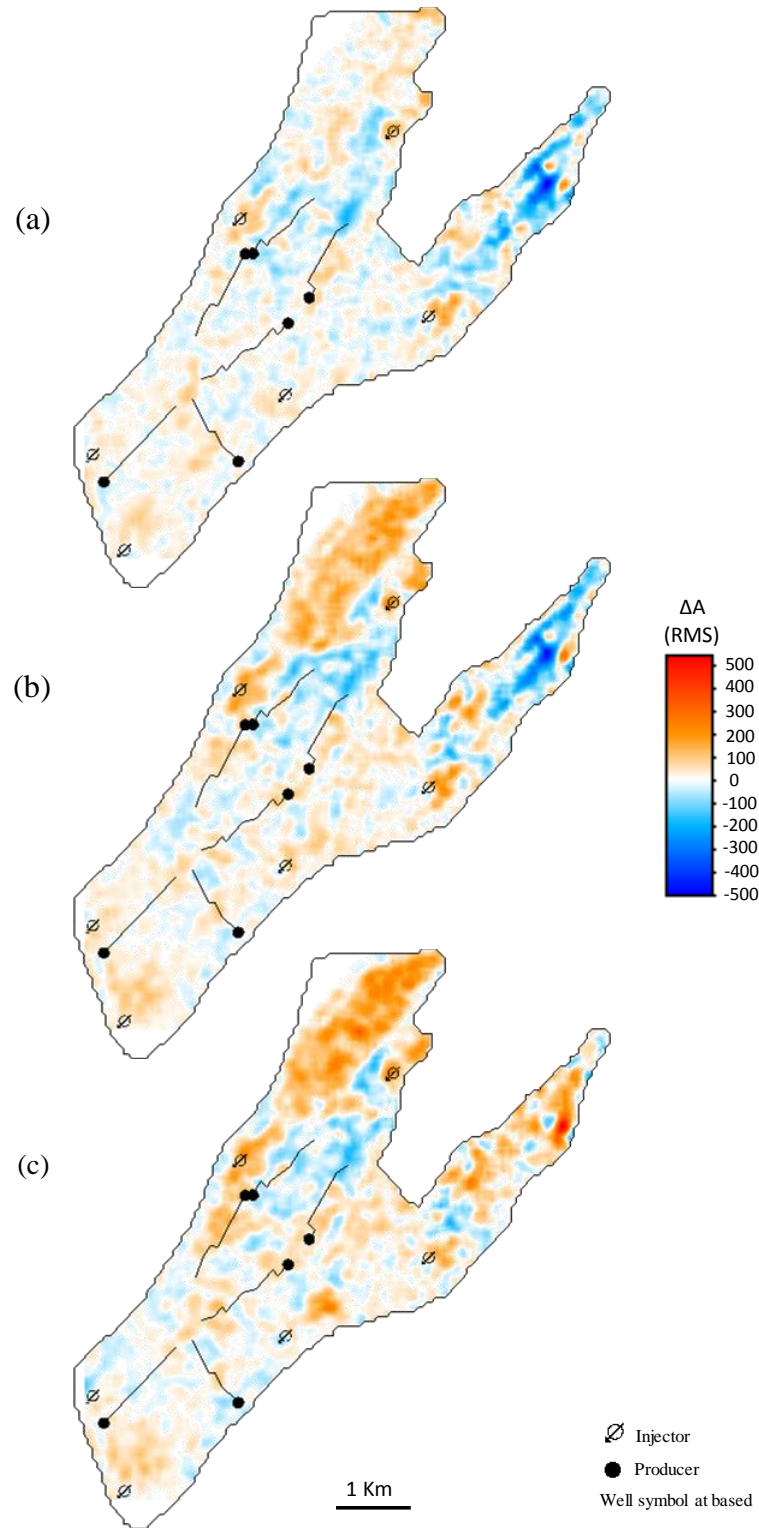 (a)
(b)
ΔA
(RMS)
500
400
300
200
100
0
-100
-200
-300
-400
-500
(c)
Injector
Producer
Well symbol at based
1 Km